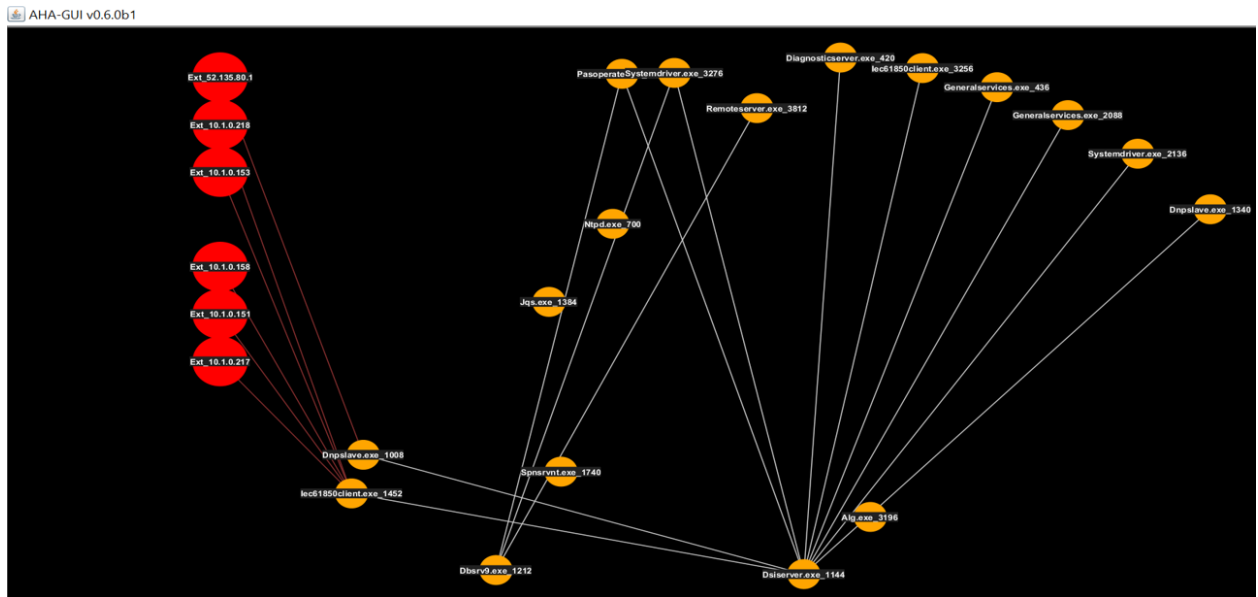 AHA-GUI v0.6.0b1
Ext_52.135.80.1
Ext_10.1.0.218
Ext_10.1.0.153
Ext_10.1.0.158
Ext_10.1.0.151
Ext_10.1.0.217
Pasoperate
Systemdriver.exe_3276
Remoteserver.exe_3812
Diagnosticserver.exe_420
Iec61850client.exe_3256
Generalservices.exe_436
Generalservices.exe_2088
Systemdriver.exe_2136
Dnpslave.exe_1340
Ntpd.exe_700
Jqs.exe_1384
Dnpslave.exe_1008
Iec61850client.exe_1452
Spnsrvnt.exe_1740
Alg.exe_3196
Dbsrv9.exe_1212
Dsiserver.exe_1144